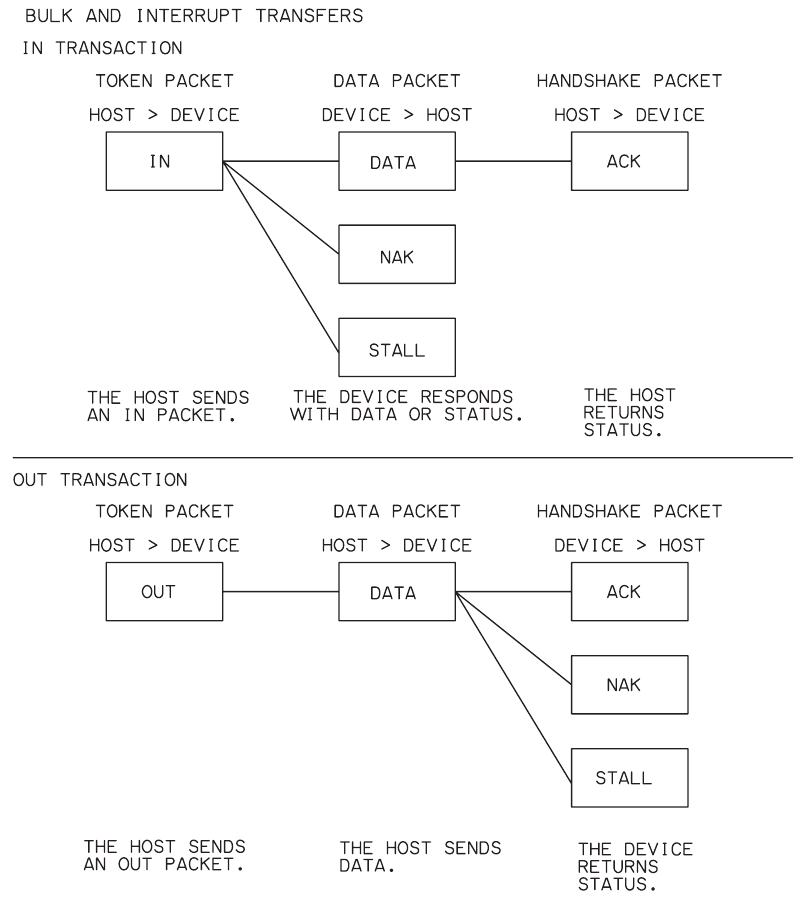 BULK AND INTERRUPT TRANSFERS
IN TRANSACTION
TOKEN PACKET
DATA PACKET
HANDSHAKE PACKET
HOST > DEVICE
DEVICE > HOST
HOST > DEVICE
IN
DATA
ACK
NAK
STALL
THE HOST SENDS
AN IN PACKET.
THE DEVICE RESPONDS
WITH DATA OR STATUS.
THE HOST
RETURNS
STATUS.
OUT TRANSACTION
TOKEN PACKET
DATA PACKET
HANDSHAKE PACKET
HOST > DEVICE
HOST > DEVICE
DEVICE > HOST
OUT
DATA
ACK
NAK
STALL
THE HOST SENDS
AN OUT PACKET.
THE HOST SENDS
DATA.
THE DEVICE
RETURNS
STATUS.